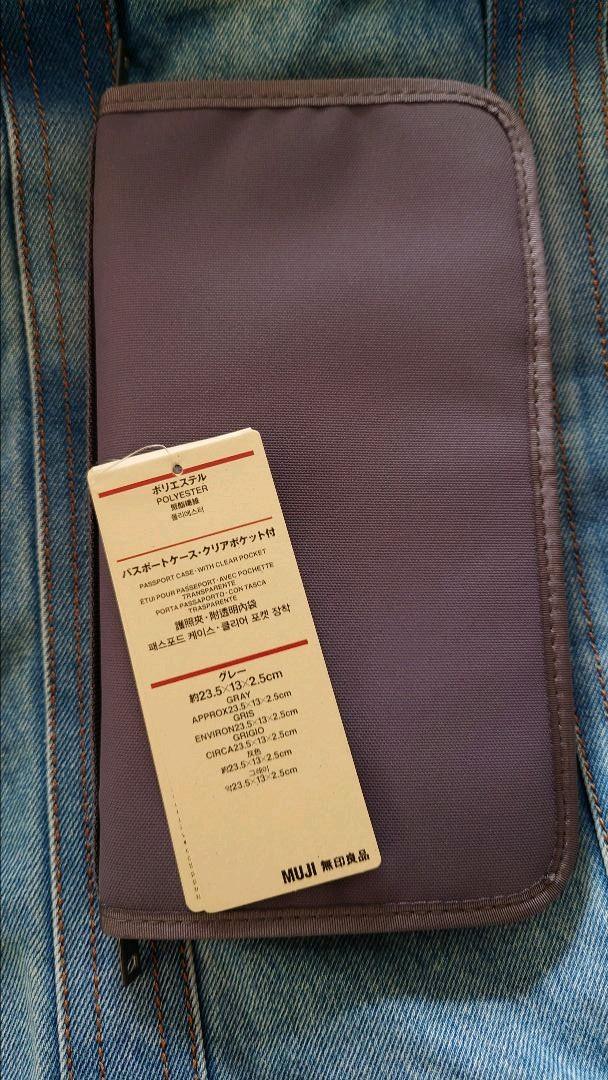 ポリエステル
POLYESTER
聚酯纖維
폴리에스터
パスポートケース・クリアポケット付
PASSPORT CASE・WITH CLEAR POCKET
ÉTUI POUR PASSEPORT・AVEC POCHETTE
TRANSPARENTE
PORTA PASSAPORTO・CON TASCA
TRASPARENTE
護照夾・附透明內袋
패스포드 케이스・클리어 포켓 장착
グレー
約23.5×13×2.5cm
GRAY
APPROX23.5×13×2.5cm
GRIS
ENVIRON23.5×13×2.5cm
GRIGIO
CIRCA23.5×13×2.5cm
灰色
約23.5×13×2.5cm
그레이
약23.5×13×2.5cm
MUJI 無印良品